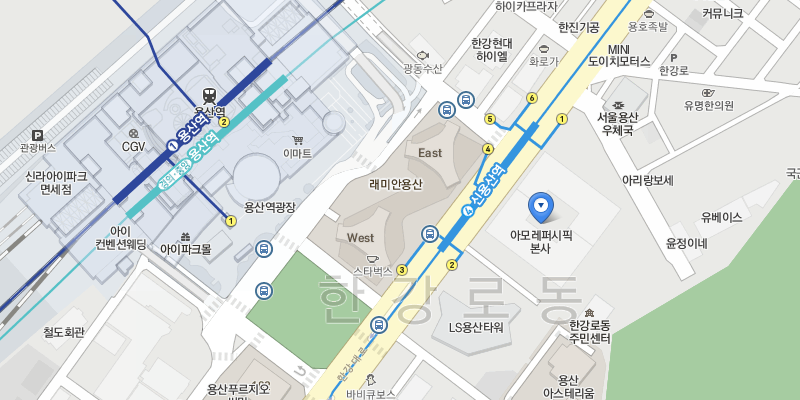 하이카프라자
커뮤니크
한진기공
용호족발
한강현대
하이엘
화로가
MINI
도이치모터스
P
한강로
광동수산
유명한의원
용산역
2
6
5
1
서울용산
우체국
P
관광버스
CGV
1 용산역
이마트
경의·중앙 용산역
East
4
래미안용산
4 신용산역
신라아이파크
면세점
아리랑보세
용산역광장
1
유베이스
아이
컨벤션웨딩
아이파크몰
West
아모레퍼시픽
본사
윤정이네
스타벅스
3
2
한강로동
철도회관
LS용산타워
한강로동
주민센터
한강대로
용산푸르지오
바비큐보스
용산
아스테리움